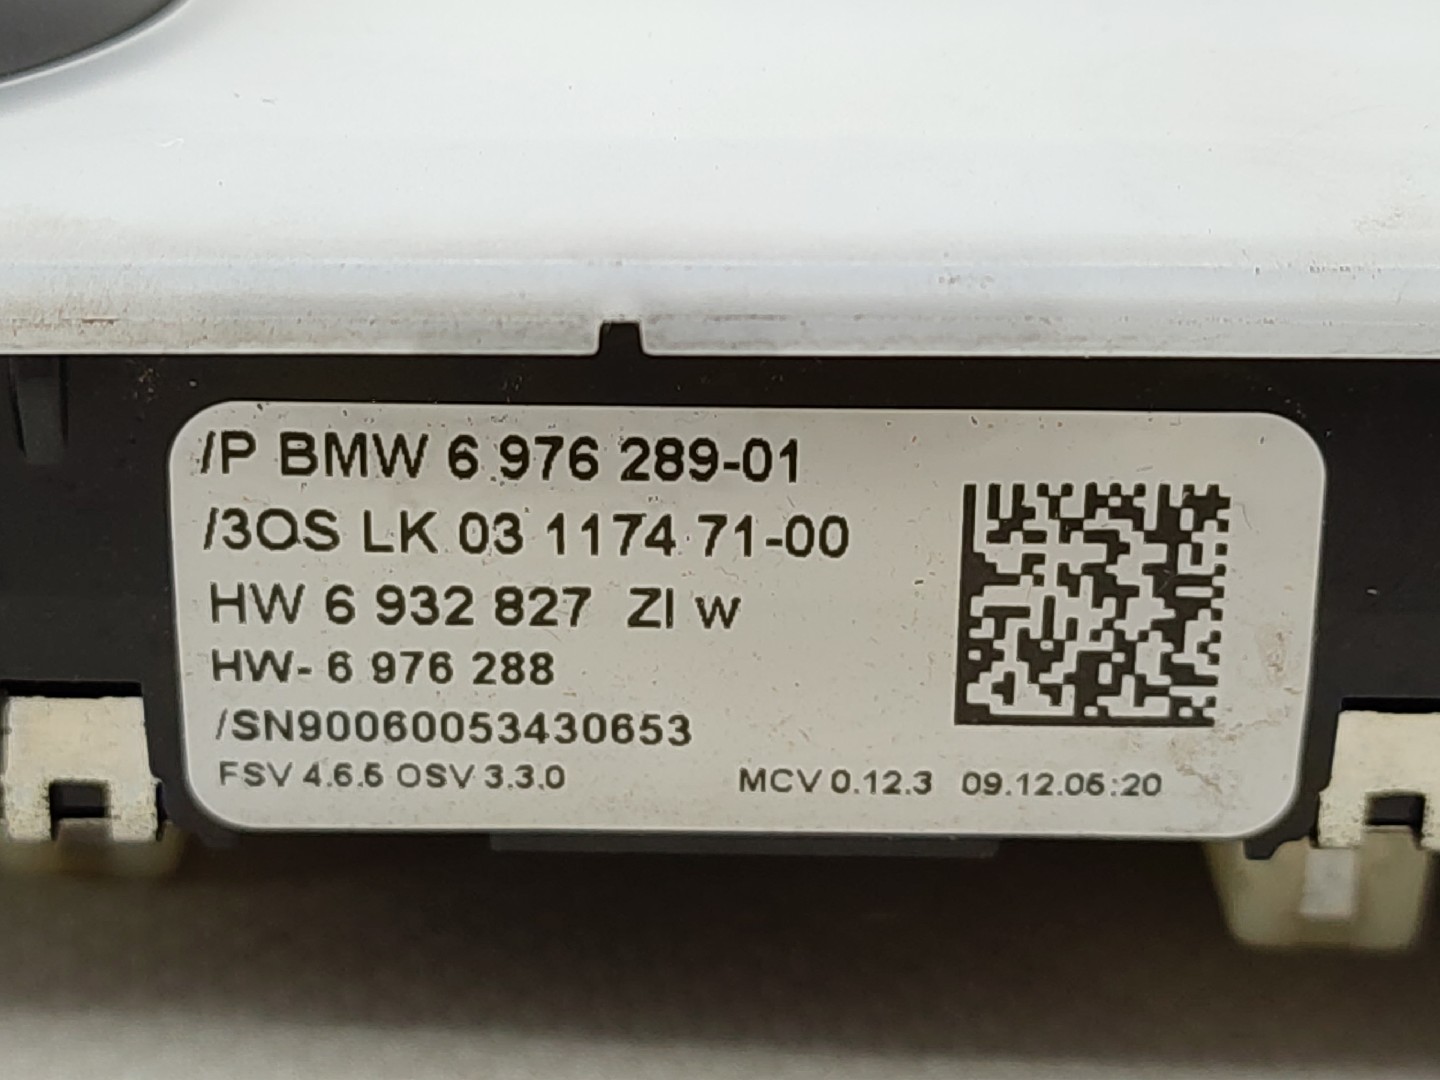 /P BMW 6 976 289-01
/3OS LK 03 1174 71-00
HW 6 932 827 ZI W
HW- 6 976 288
/SN90060053430653
FSV 4.6.5 OSV 3.3.0 MCV 0.12.3 09.12.05:20